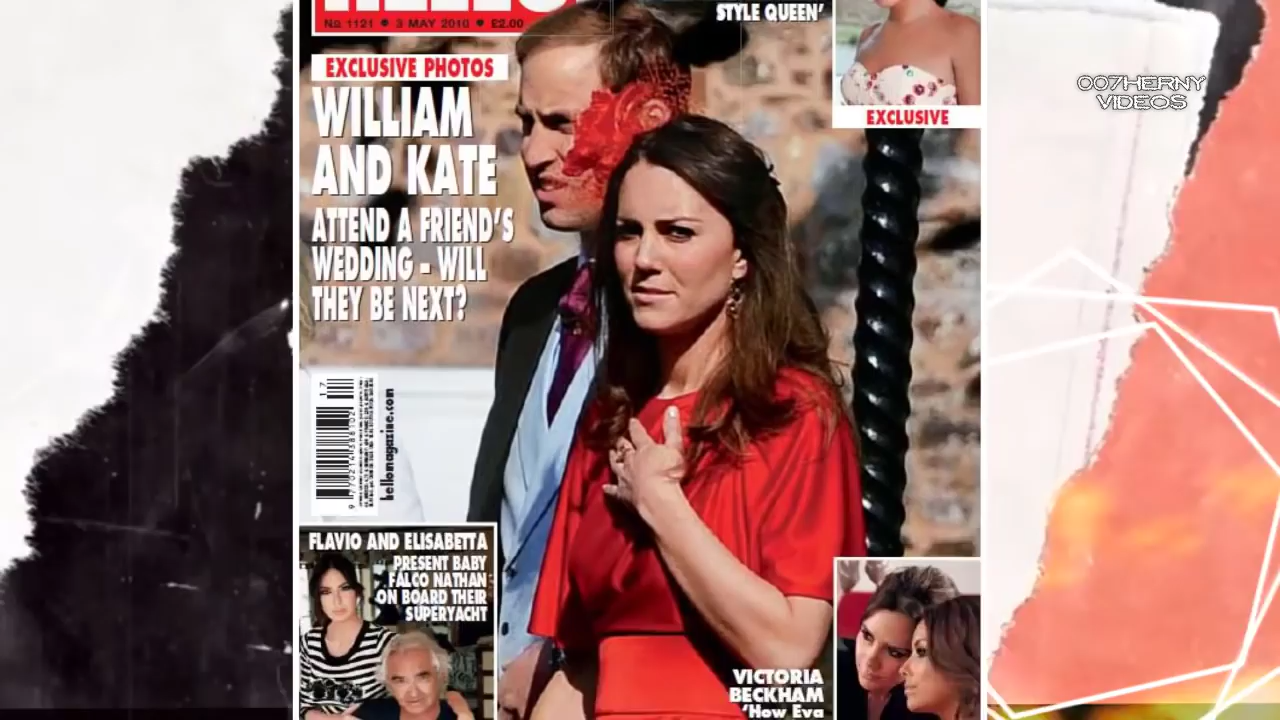 HELLO!
No 1121 • 3 MAY 2010 • £2.00
STYLE QUEEN'
EXCLUSIVE PHOTOS
WILLIAM
AND KATE
ATTEND A FRIEND'S
WEDDING - WILL
THEY BE NEXT?
EXCLUSIVE
007HERNY
VIDEOS
17
hellomagazine.com
FLAVIO AND ELISABETTA
PRESENT BABY
FALCO NATHAN
ON BOARD THEIR
SUPERYACHT
VICTORIA
BECKHAM
'How Eva